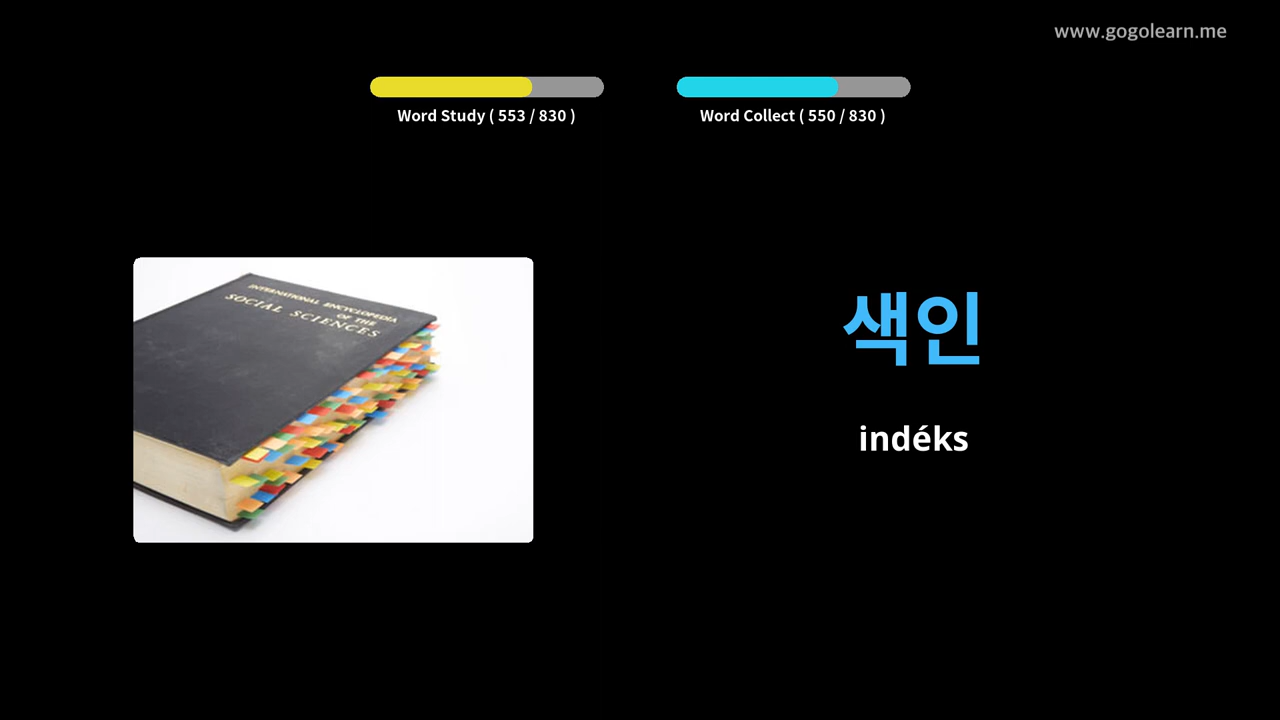 www.gogolearn.me
Word Study ( 553 / 830 )
Word Collect ( 550 / 830 )
INTERNATIONAL ENCYCLOPEDIA
OF THE
SOCIAL SCIENCES
색인
indéks